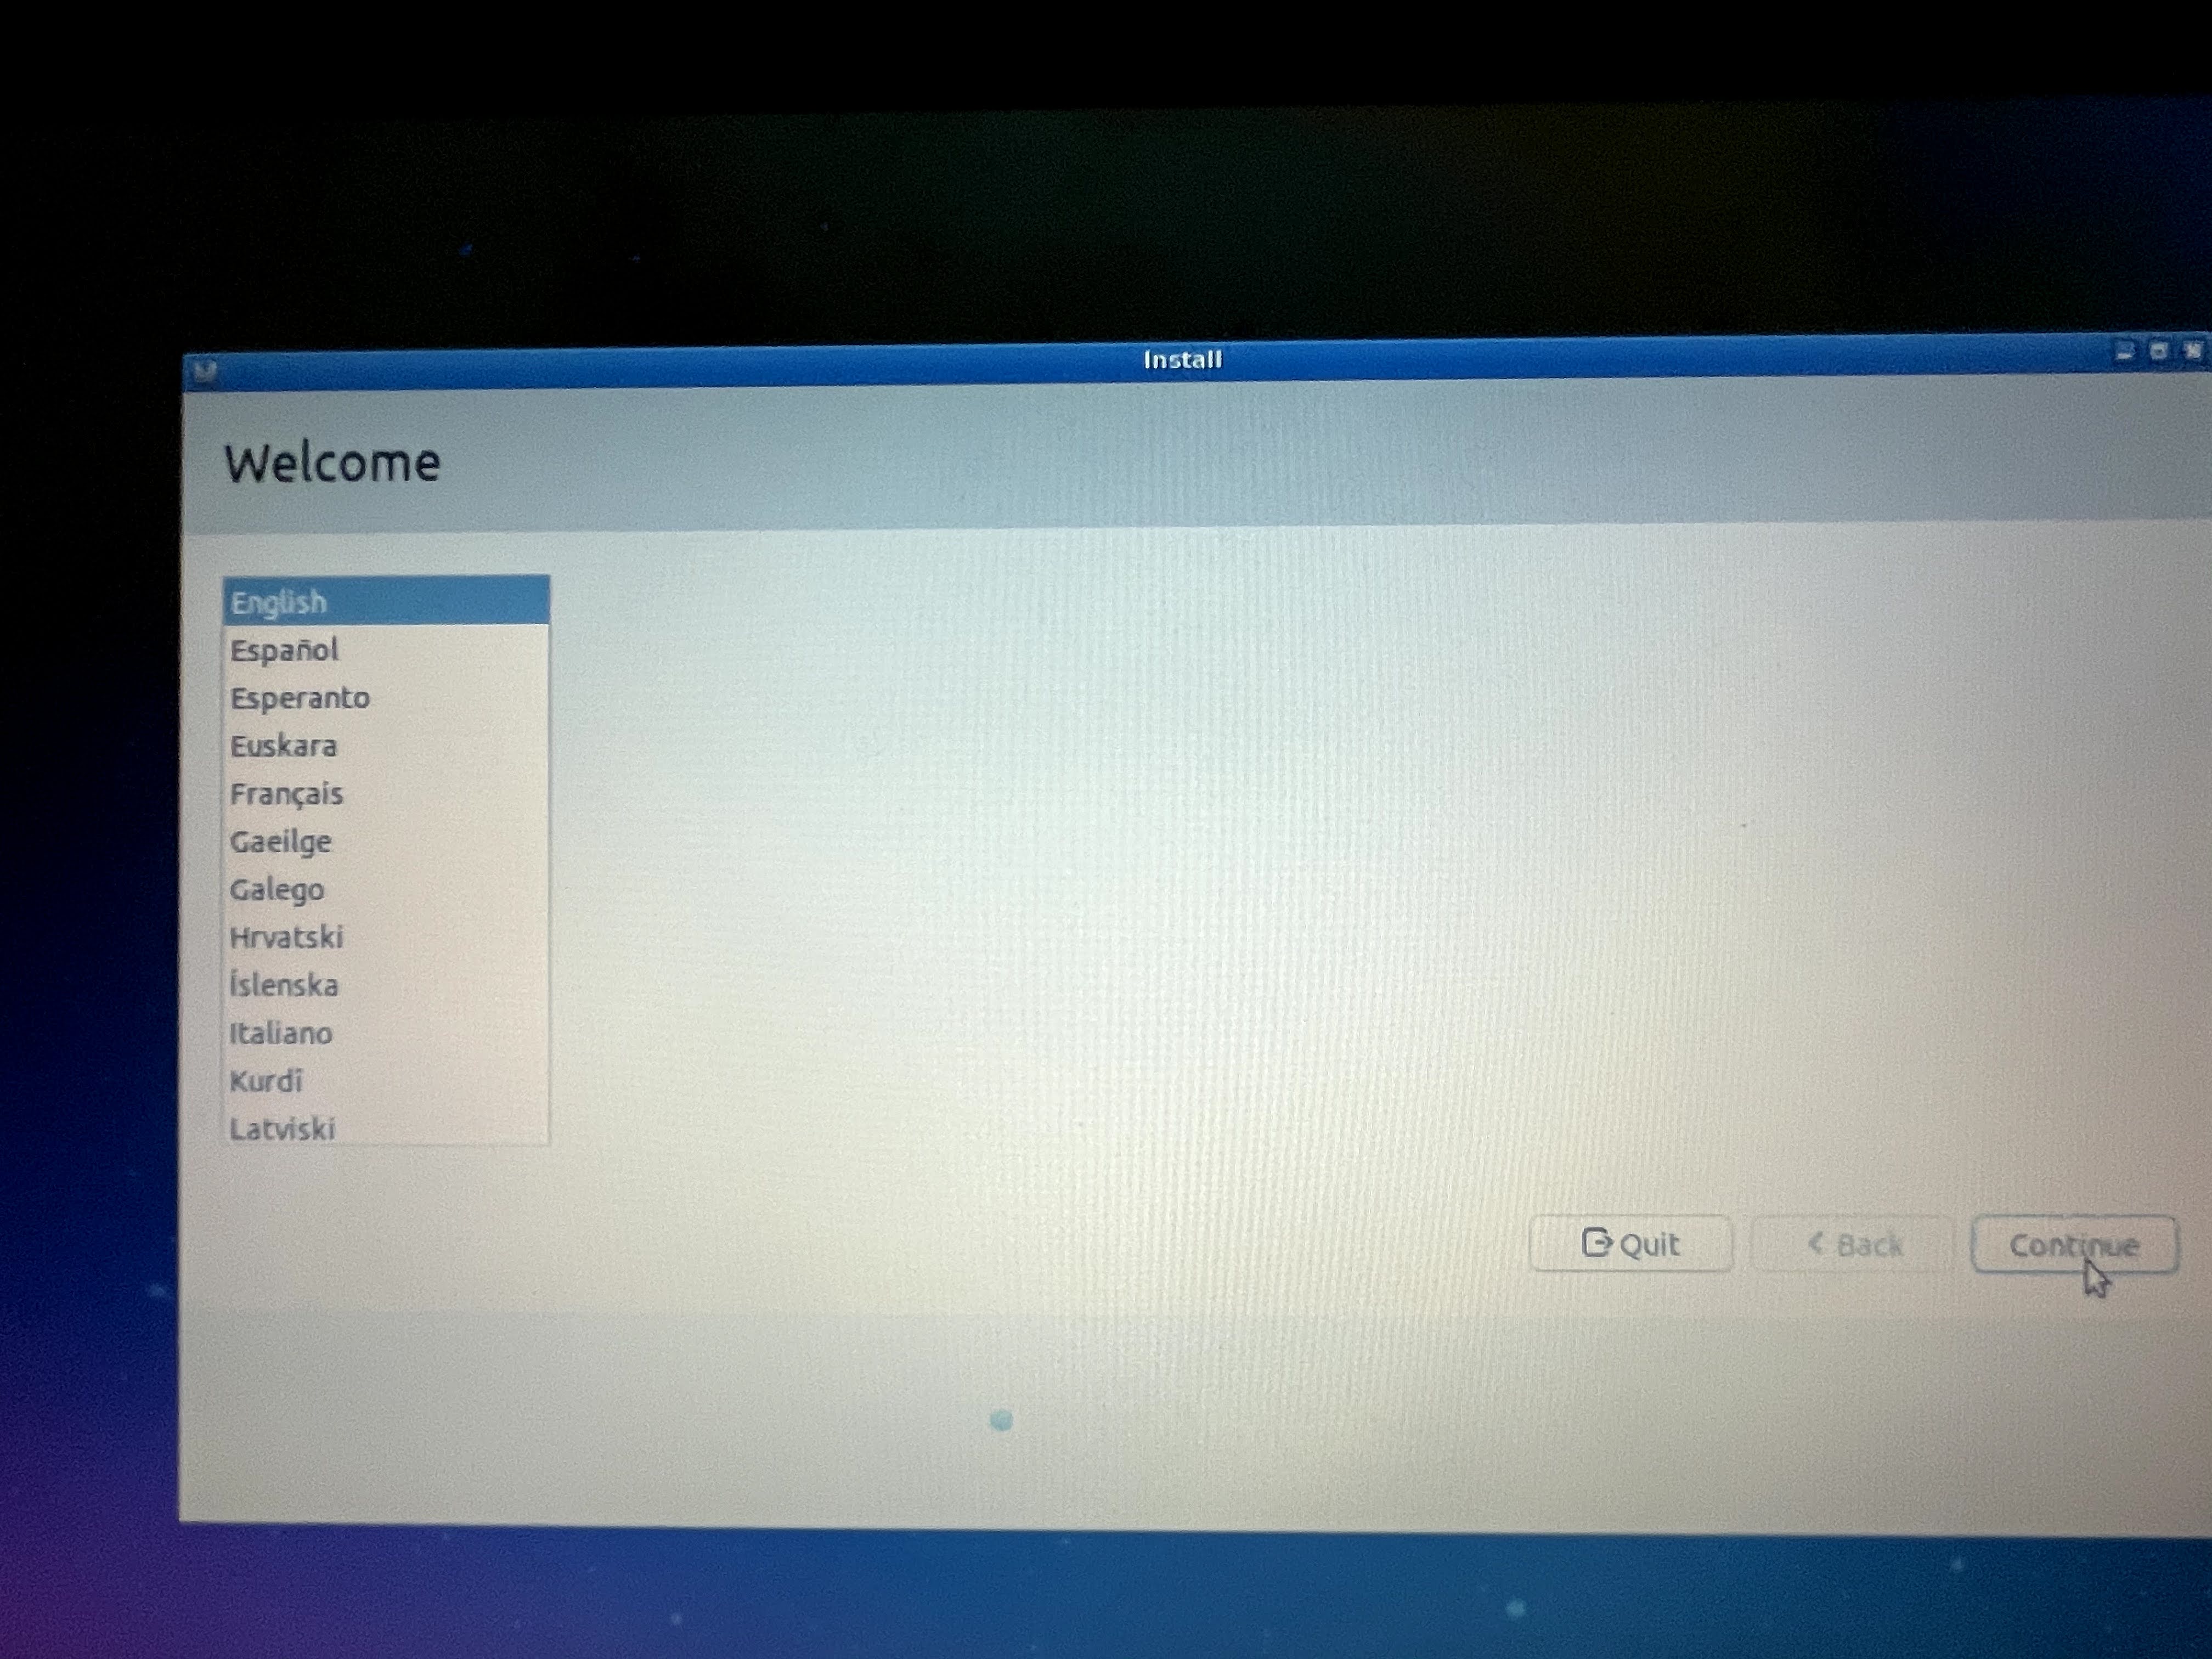 Install
Welcome
English
Español
Esperanto
Euskara
Français
Gaeilge
Galego
Hrvatski
Íslenska
Italiano
Kurdî
Latviski
Quit
Back
Continue